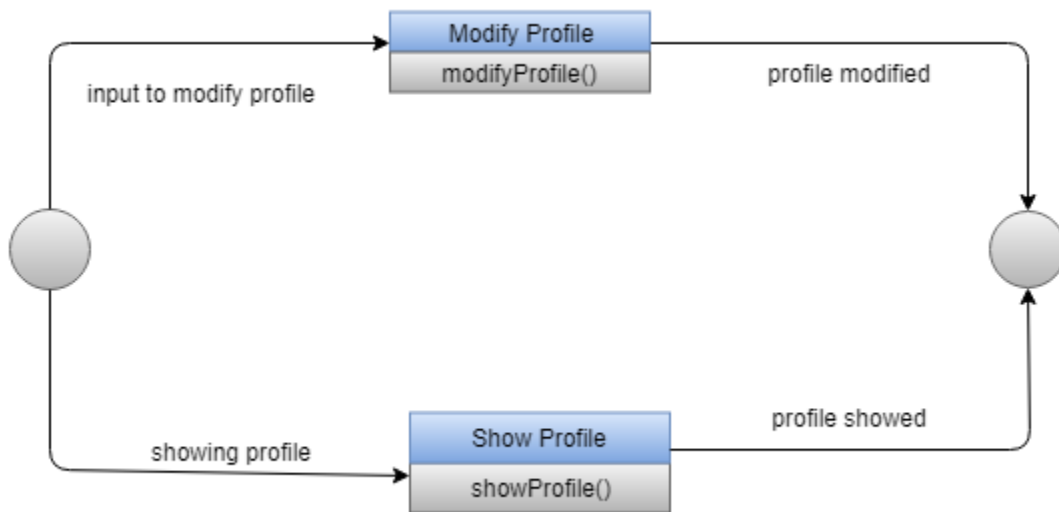 Modify Profile
modifyProfile()
input to modify profile
profile modified
Show Profile
showProfile()
showing profile
profile showed